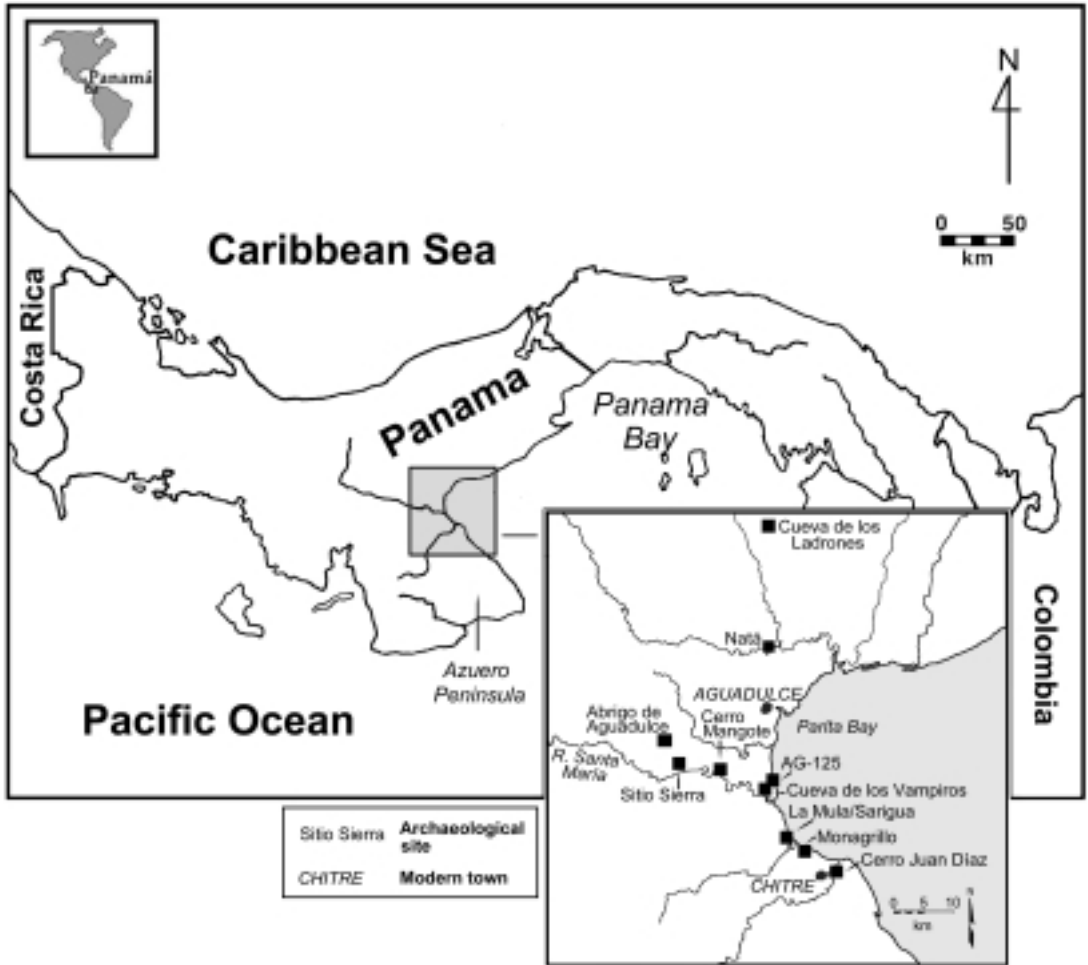 Panamá
N
0 50
km
Caribbean Sea
Costa Rica
Panama
Panama
Bay
Azuero
Peninsula
Pacific Ocean
Colombia
Cueva de los
Ladrones
Natá
AGUADULCE
Parita Bay
Abrigo de
Aguadulce
Cerro
Mangote
R. Santa
María
AG-125
Sitio Sierra
Cueva de los Vampiros
La Mula/Sarigua
Monagrillo
Cerro Juan Díaz
CHITRE
0 5 10
km
N
Sitio Sierra Archaeological
site
CHITRE Modern town